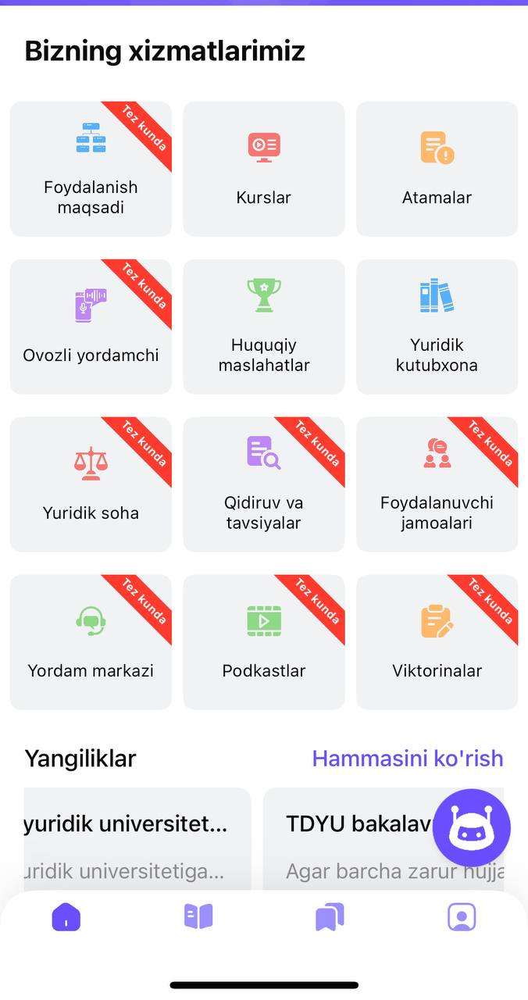 Bizning xizmatlarimiz
Tez kunda
Foydalanish
maqsadi
Kurslar
Atamalar
Tez kunda
Ovozli yordamchi
Huquqiy
maslahatlar
Yuridik
kutubxona
Tez kunda
Yuridik soha
Tez kunda
Qidiruv va
tavsiyalar
Tez kunda
Foydalanuvchi
jamoalari
Tez kunda
Yordam markazi
Tez kunda
Podkastlar
Tez kunda
Viktorinalar
Yangiliklar
Hammasini ko'rish
yuridik universitet...
uridik universitetiga...
TDYU bakalav
Agar barcha zarur hujja